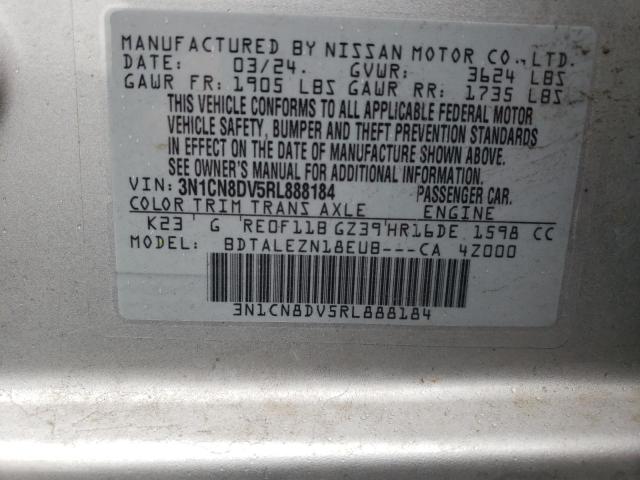 MANUFACTURED BY NISSAN MOTOR CO., LTD.
DATE: 03/24. GVWR: 3624 LBS
GAWR FR: 1905 LBS GAWR RR: 1735 LBS
THIS VEHICLE CONFORMS TO ALL APPLICABLE FEDERAL MOTOR
VEHICLE SAFETY, BUMPER AND THEFT PREVENTION STANDARDS
IN EFFECT ON THE DATE OF MANUFACTURE SHOWN ABOVE.
SEE OWNER'S MANUAL FOR ADDITIONAL INFORMATION
VIN: 3N1CN8DV5RL888184 PASSENGER CAR.
COLOR TRIM TRANS AXLE ENGINE
K23 G RE0F11B GZ39 HR16DE 1598 CC
MODEL: BDTALEZN18EUB---CA 4Z000
3N1CN8DV5RL888184